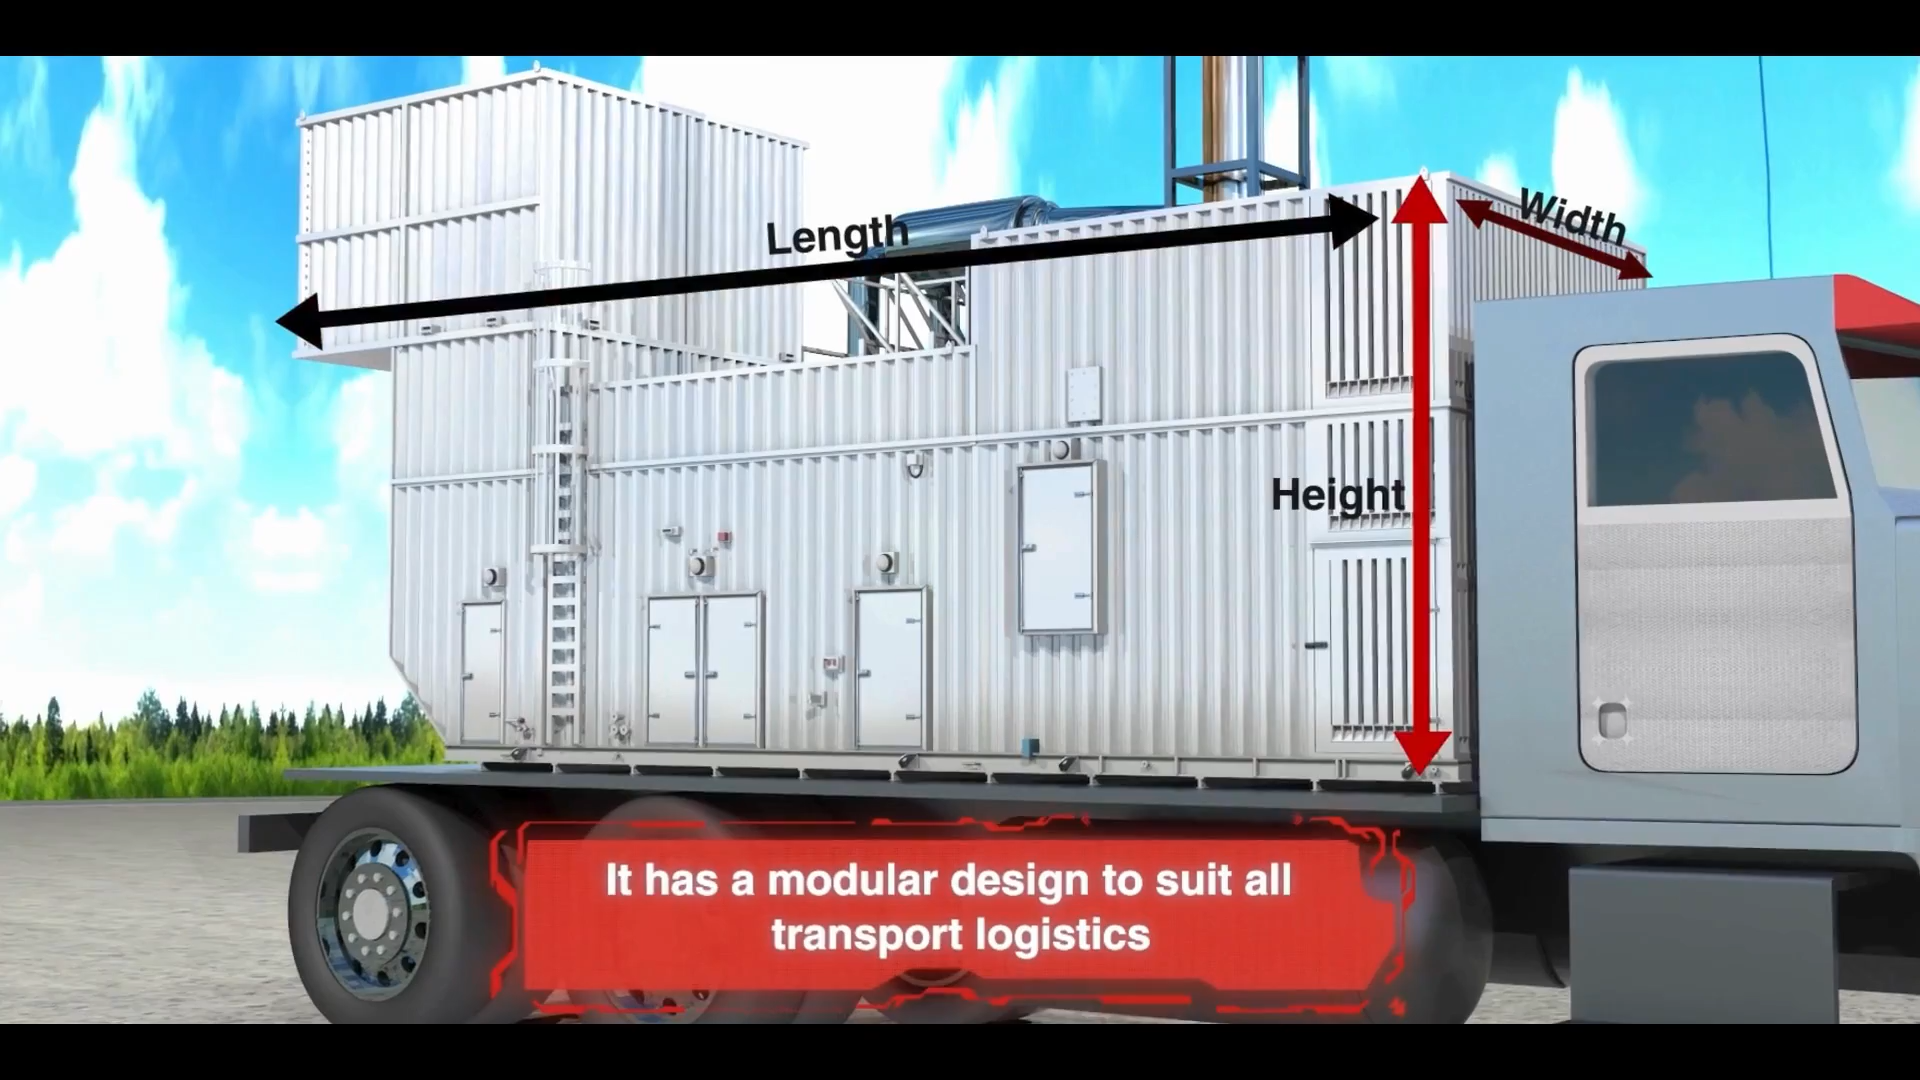 Length
Width
Height
It has a modular design to suit all
transport logistics